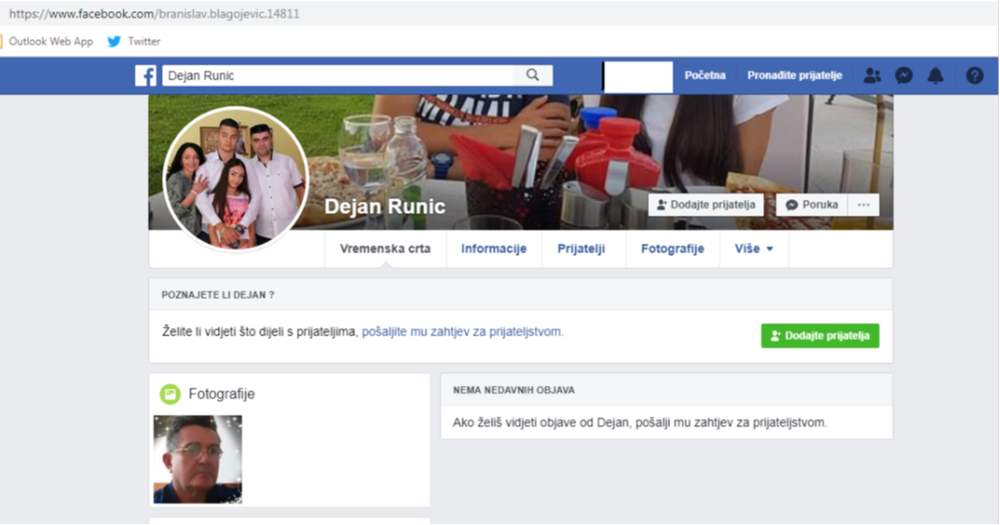 https://www.facebook.com/branislav.blagojevic.14811
Outlook Web App Twitter
Dejan Runic
Početna Pronađite prijatelje
Dejan Runic
Dodajte prijatelja Poruka ...
Vremenska crta Informacije Prijatelji Fotografije Više
POZNAJETE LI DEJAN ?
Želite li vidjeti što dijeli s prijateljima, pošaljite mu zahtjev za prijateljstvom.
Dodajte prijatelja
Fotografije
NEMA NEDAVNIH OBJAVA
Ako želiš vidjeti objave od Dejan, pošalji mu zahtjev za prijateljstvom.